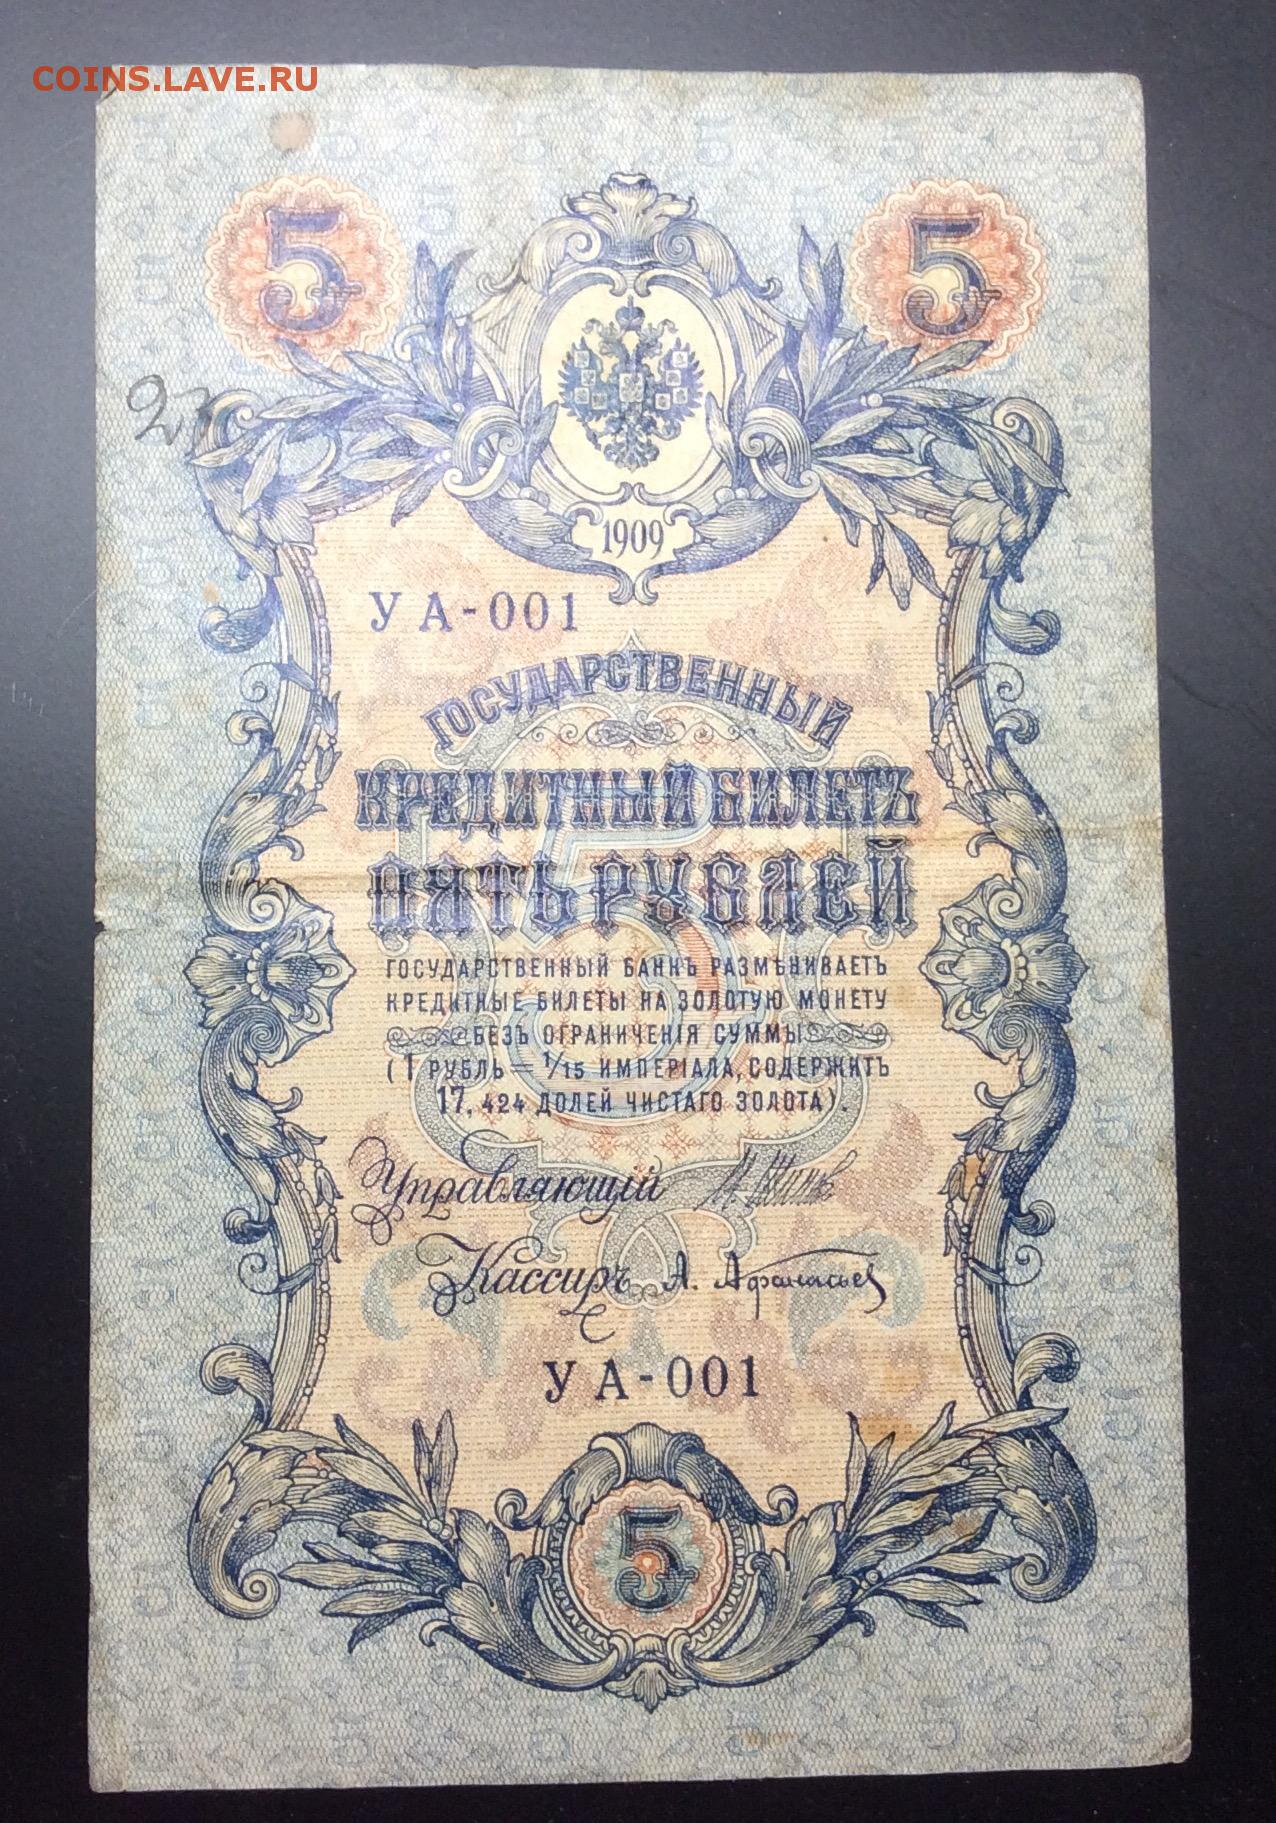 COINS.LAVE.RU
5 5
1909
УА-001
ГОСУДАРСТВЕННЫЙ
КРЕДИТНЫЙ БИЛЕТЪ
ПЯТЬ РУБЛЕЙ
ГОСУДАРСТВЕННЫЙ БАНКЪ РАЗМѢНИВАЕТЪ
КРЕДИТНЫЕ БИЛЕТЫ НА ЗОЛОТУЮ МОНЕТУ
БЕЗЪ ОГРАНИЧЕНІЯ СУММЫ
(1 РУБЛЬ = 1/15 ИМПЕРІАЛА, СОДЕРЖИТЪ
17,424 ДОЛЕЙ ЧИСТАГО ЗОЛОТА).
Управляющій И. Шипов
Кассиръ А. Афанасьев
УА-001
5